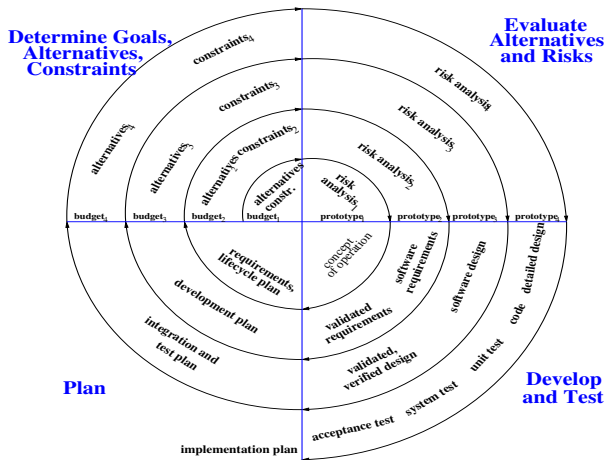 Determine Goals,
Alternatives,
Constraints
Evaluate
Alternatives
and Risks
constraints4
constraints3
constraints2
alternatives4
alternatives3
alternatives2
alternatives
constr.
risk analysis4
risk analysis3
risk analysis2
risk
analysis1
budget4
budget3
budget2
budget1
prototype1
prototype2
prototype3
prototype4
concept
of operation
requirements,
lifecycle plan
development plan
integration and
test plan
software
requirements
validated
requirements
software design
validated,
verified design
detailed design
code
unit test
system test
acceptance test
implementation plan
Plan
Develop
and Test